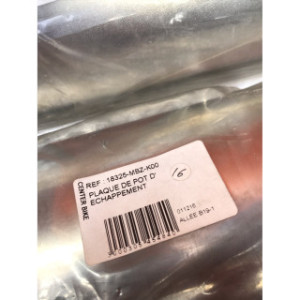 REF : 18325-MBZ-K00
PLAQUE DE POT D'
ECHAPPEMENT
CENTER BIKE
16
011216
ALLEE B19-1